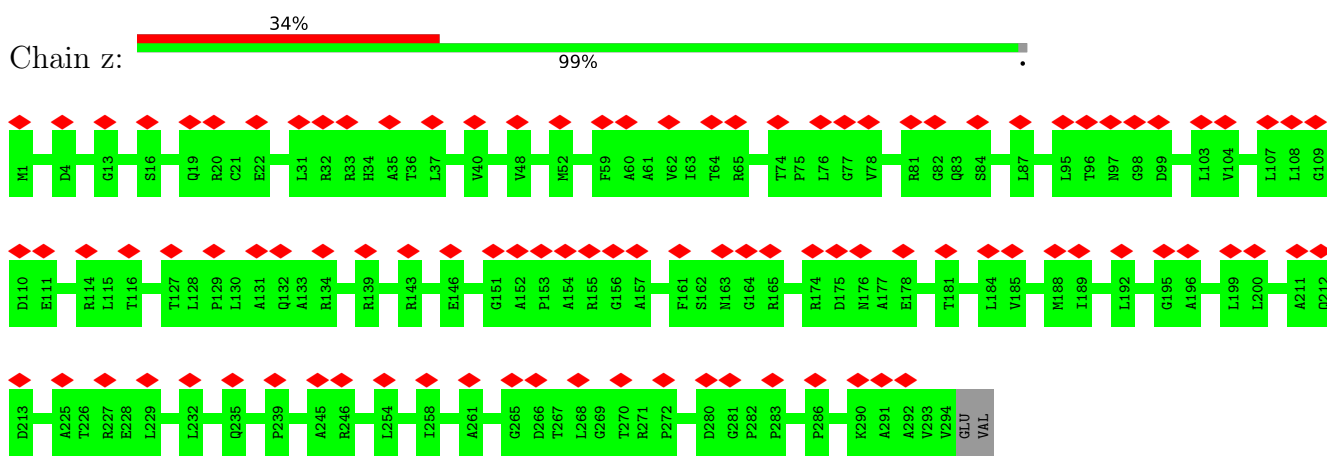 34%
Chain z:
99%
.
M1 D4 G13 S16 Q19 R20 C21 E22 L31 R32 R33 H34 A35 T36 L37 V40 V48 M52 F59 A60 A61 V62 I63 T64 R65 T74 P75 L76 G77 V78 R81 G82 Q83 S84 L87 L95 T96 N97 G98 D99 L103 V104 L107 L108 G109
D110 E111 R114 L115 T116 T127 L128 P129 L130 A131 Q132 A133 R134 R139 R143 E146 G151 A152 P153 A154 R155 G156 A157 F161 S162 N163 G164 R165 R174 D175 N176 A177 E178 T181 L184 V185 M188 I189 L192 G195 A196 L199 L200 A211 Q212
D213 A225 T226 R227 E228 L229 L232 Q235 P239 A245 R246 L254 I258 A261 G265 D266 T267 L268 G269 T270 R271 P272 D280 G281 P282 P283 P286 K290 A291 A292 V293 V294 GLU VAL